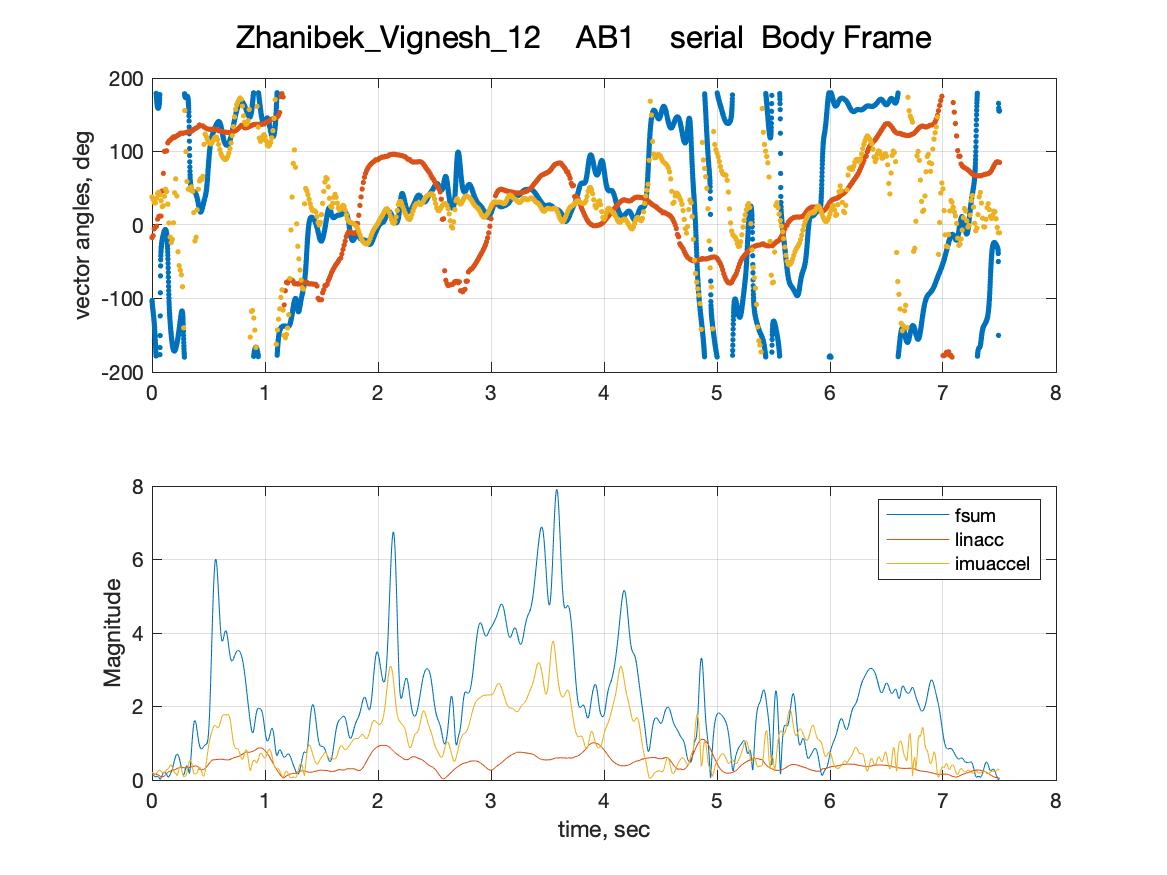 Zhanibek_Vignesh_12 AB1 serial Body Frame
200
100
0
-100
-200
vector angles, deg
0 1 2 3 4 5 6 7 8
8
6
4
2
0
Magnitude
fsum
linacc
imuaccel
0 1 2 3 4 5 6 7 8
time, sec